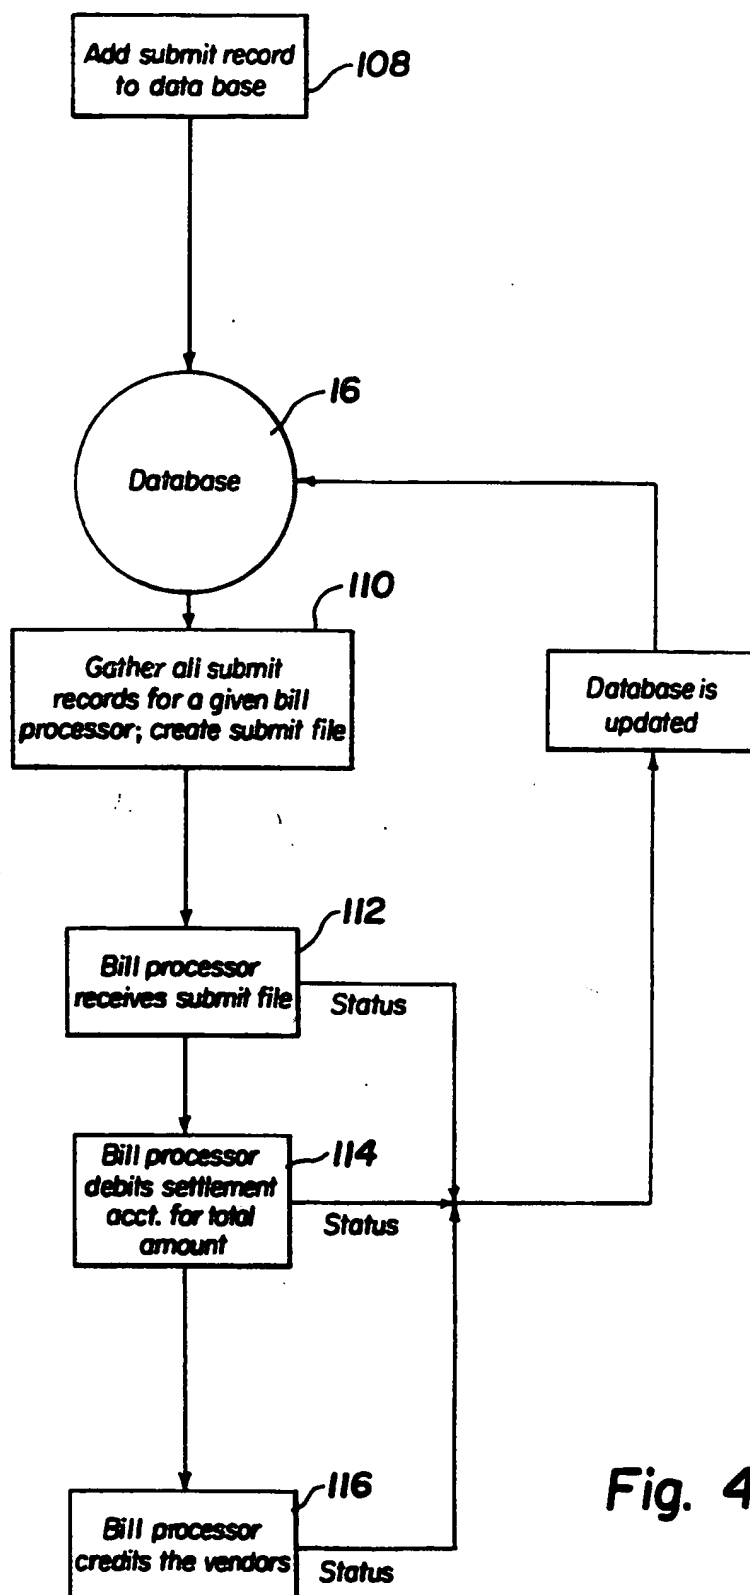 Add submit record
to data base
108
16
Database
110
Gather all submit
records for a given bill
processor; create submit file
Database is
updated
112
Bill processor
receives submit file
Status
114
Bill processor
debits settlement
acct. for total
amount
Status
116
Bill processor
credits the vendors
Status
Fig. 4